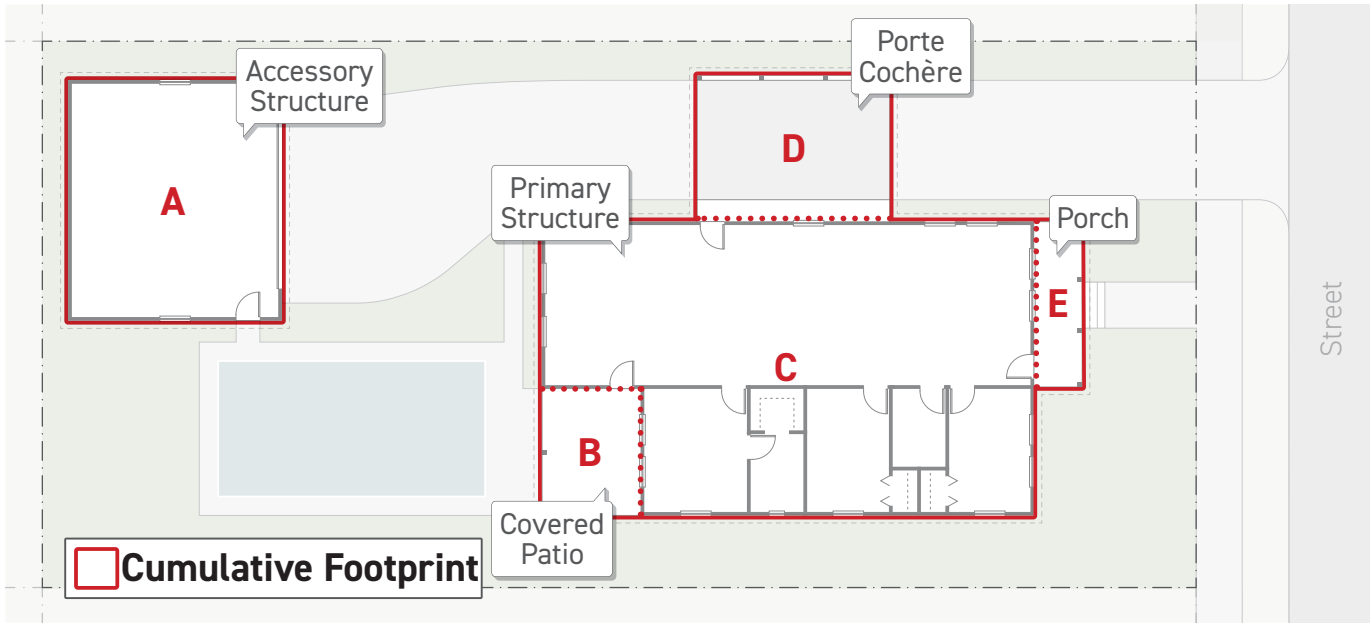 Accessory
Structure
Porte
Cochère
D
A
Primary
Structure
Porch
E
Street
C
B
Covered
Patio
Cumulative Footprint